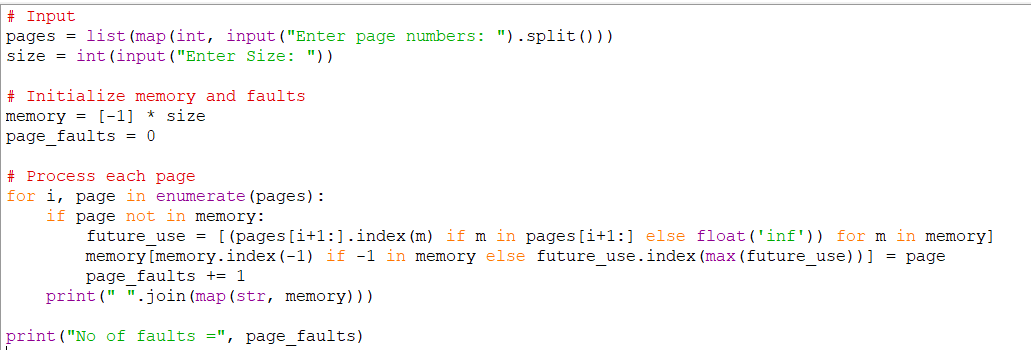 # Input
pages = list(map(int, input("Enter page numbers: ").split()))
size = int(input("Enter Size: "))

# Initialize memory and faults
memory = [-1] * size
page_faults = 0

# Process each page
for i, page in enumerate(pages):
    if page not in memory:
        future_use = [(pages[i+1:].index(m) if m in pages[i+1:] else float('inf')) for m in memory]
        memory[memory.index(-1) if -1 in memory else future_use.index(max(future_use))] = page
        page_faults += 1
    print(" ".join(map(str, memory)))

print("No of faults =", page_faults)